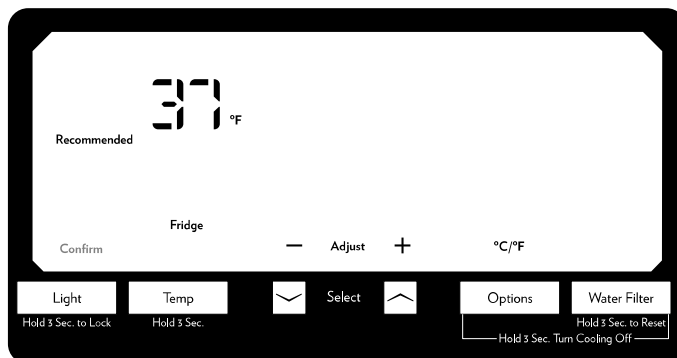 37 °F
Recommended
Fridge
Confirm
− Adjust +
°C/°F
Light
Temp
Select
Options
Water Filter
Hold 3 Sec. to Lock
Hold 3 Sec.
Hold 3 Sec. to Reset
Hold 3 Sec. Turn Cooling Off